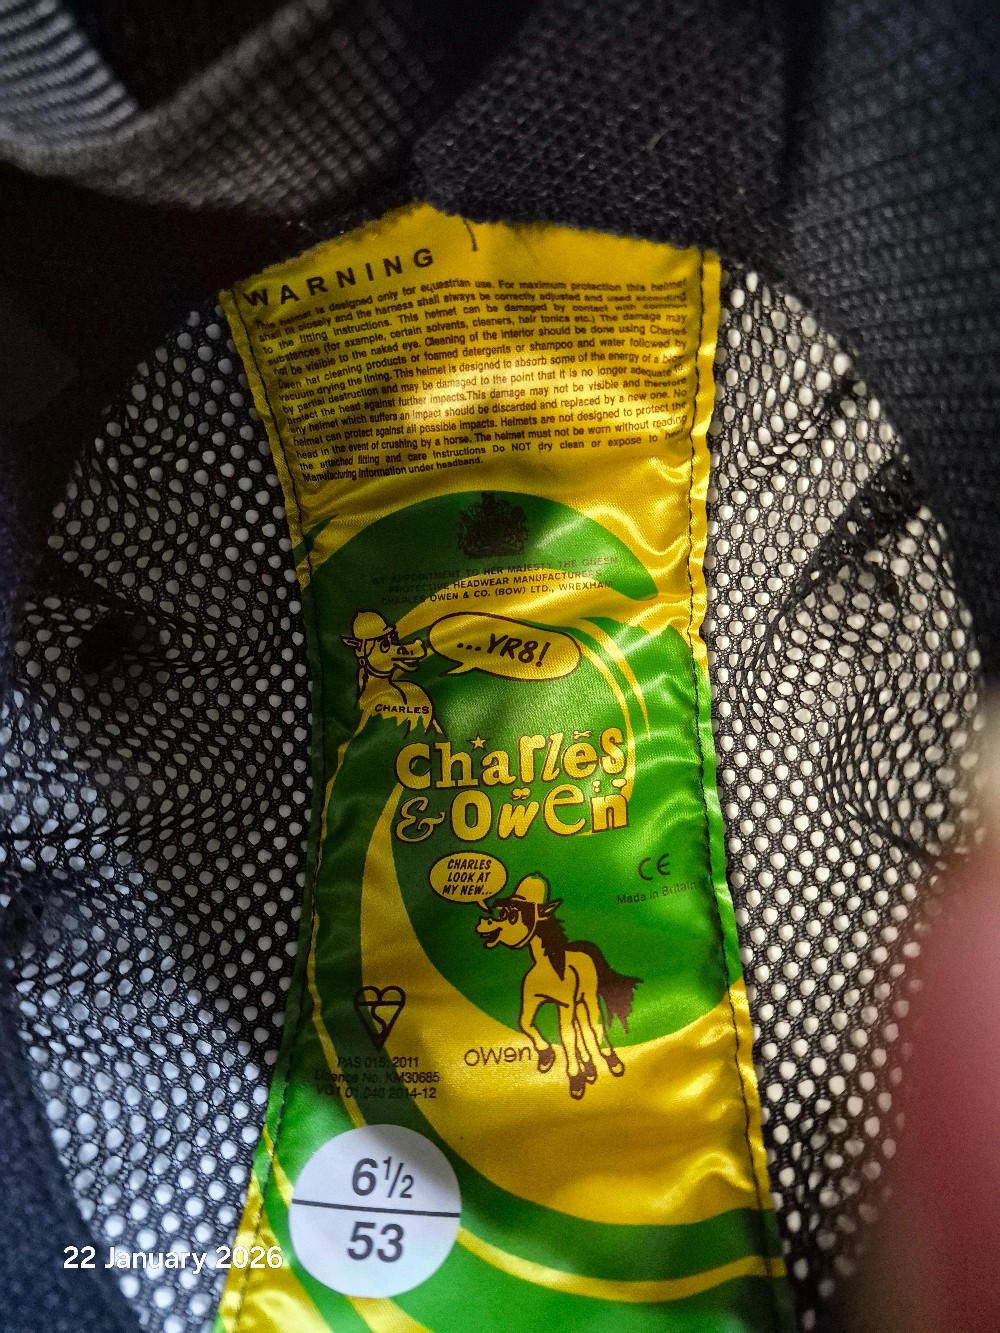 WARNING
This helmet is designed only for equestrian use. For maximum protection this helmet
shall fit closely and the harness shall always be correctly adjusted and used according
to the fitting instructions. This helmet can be damaged by contact with common
substances (for example, certain solvents, cleaners, hair tonics etc.) The damage may
not be visible to the naked eye. Cleaning of the interior should be done using Charles
Owen hat cleaning products or foamed detergents or shampoo and water followed by
vacuum drying the lining. This helmet is designed to absorb some of the energy of a blow
by partial destruction and may be damaged to the point that it is no longer adequate to
protect the head against further impacts.This damage may not be visible and therefore
any helmet which suffers an impact should be discarded and replaced by a new one. No
helmet can protect against all possible impacts. Helmets are not designed to protect the
head in the event of crushing by a horse. The helmet must not be worn without reading
the attached fitting and care instructions Do NOT dry clean or expose to heat
Manufacturing information under headband.
BY APPOINTMENT TO HER MAJESTY THE QUEEN
PROTECTIVE HEADWEAR MANUFACTURERS
CHARLES OWEN & CO. (BOW) LTD., WREXHAM
...YR8!
CHARLES
Charles
& Owen
CHARLES
LOOK AT
MY NEW...
CE
Made in Britain
owen
PAS 015: 2011
Licence No. KM30685
VG1 01.040 2014-12
6 1/2
53
22 January 2026